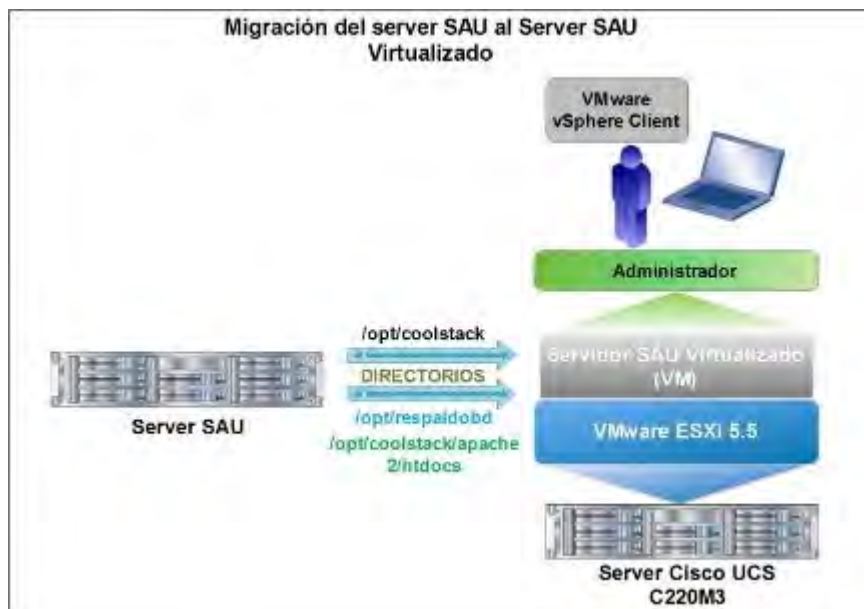 Migración del server SAU al Server SAU
Virtualizado
VMware
vSphere Client
Administrador
/opt/coolstack
DIRECTORIOS
/opt/respaldobd
/opt/coolstack/apache
2/htdocs
Server SAU
Servidor SAU Virtualizado
(VM)
VMware ESXI 5.5
Server Cisco UCS
C220M3